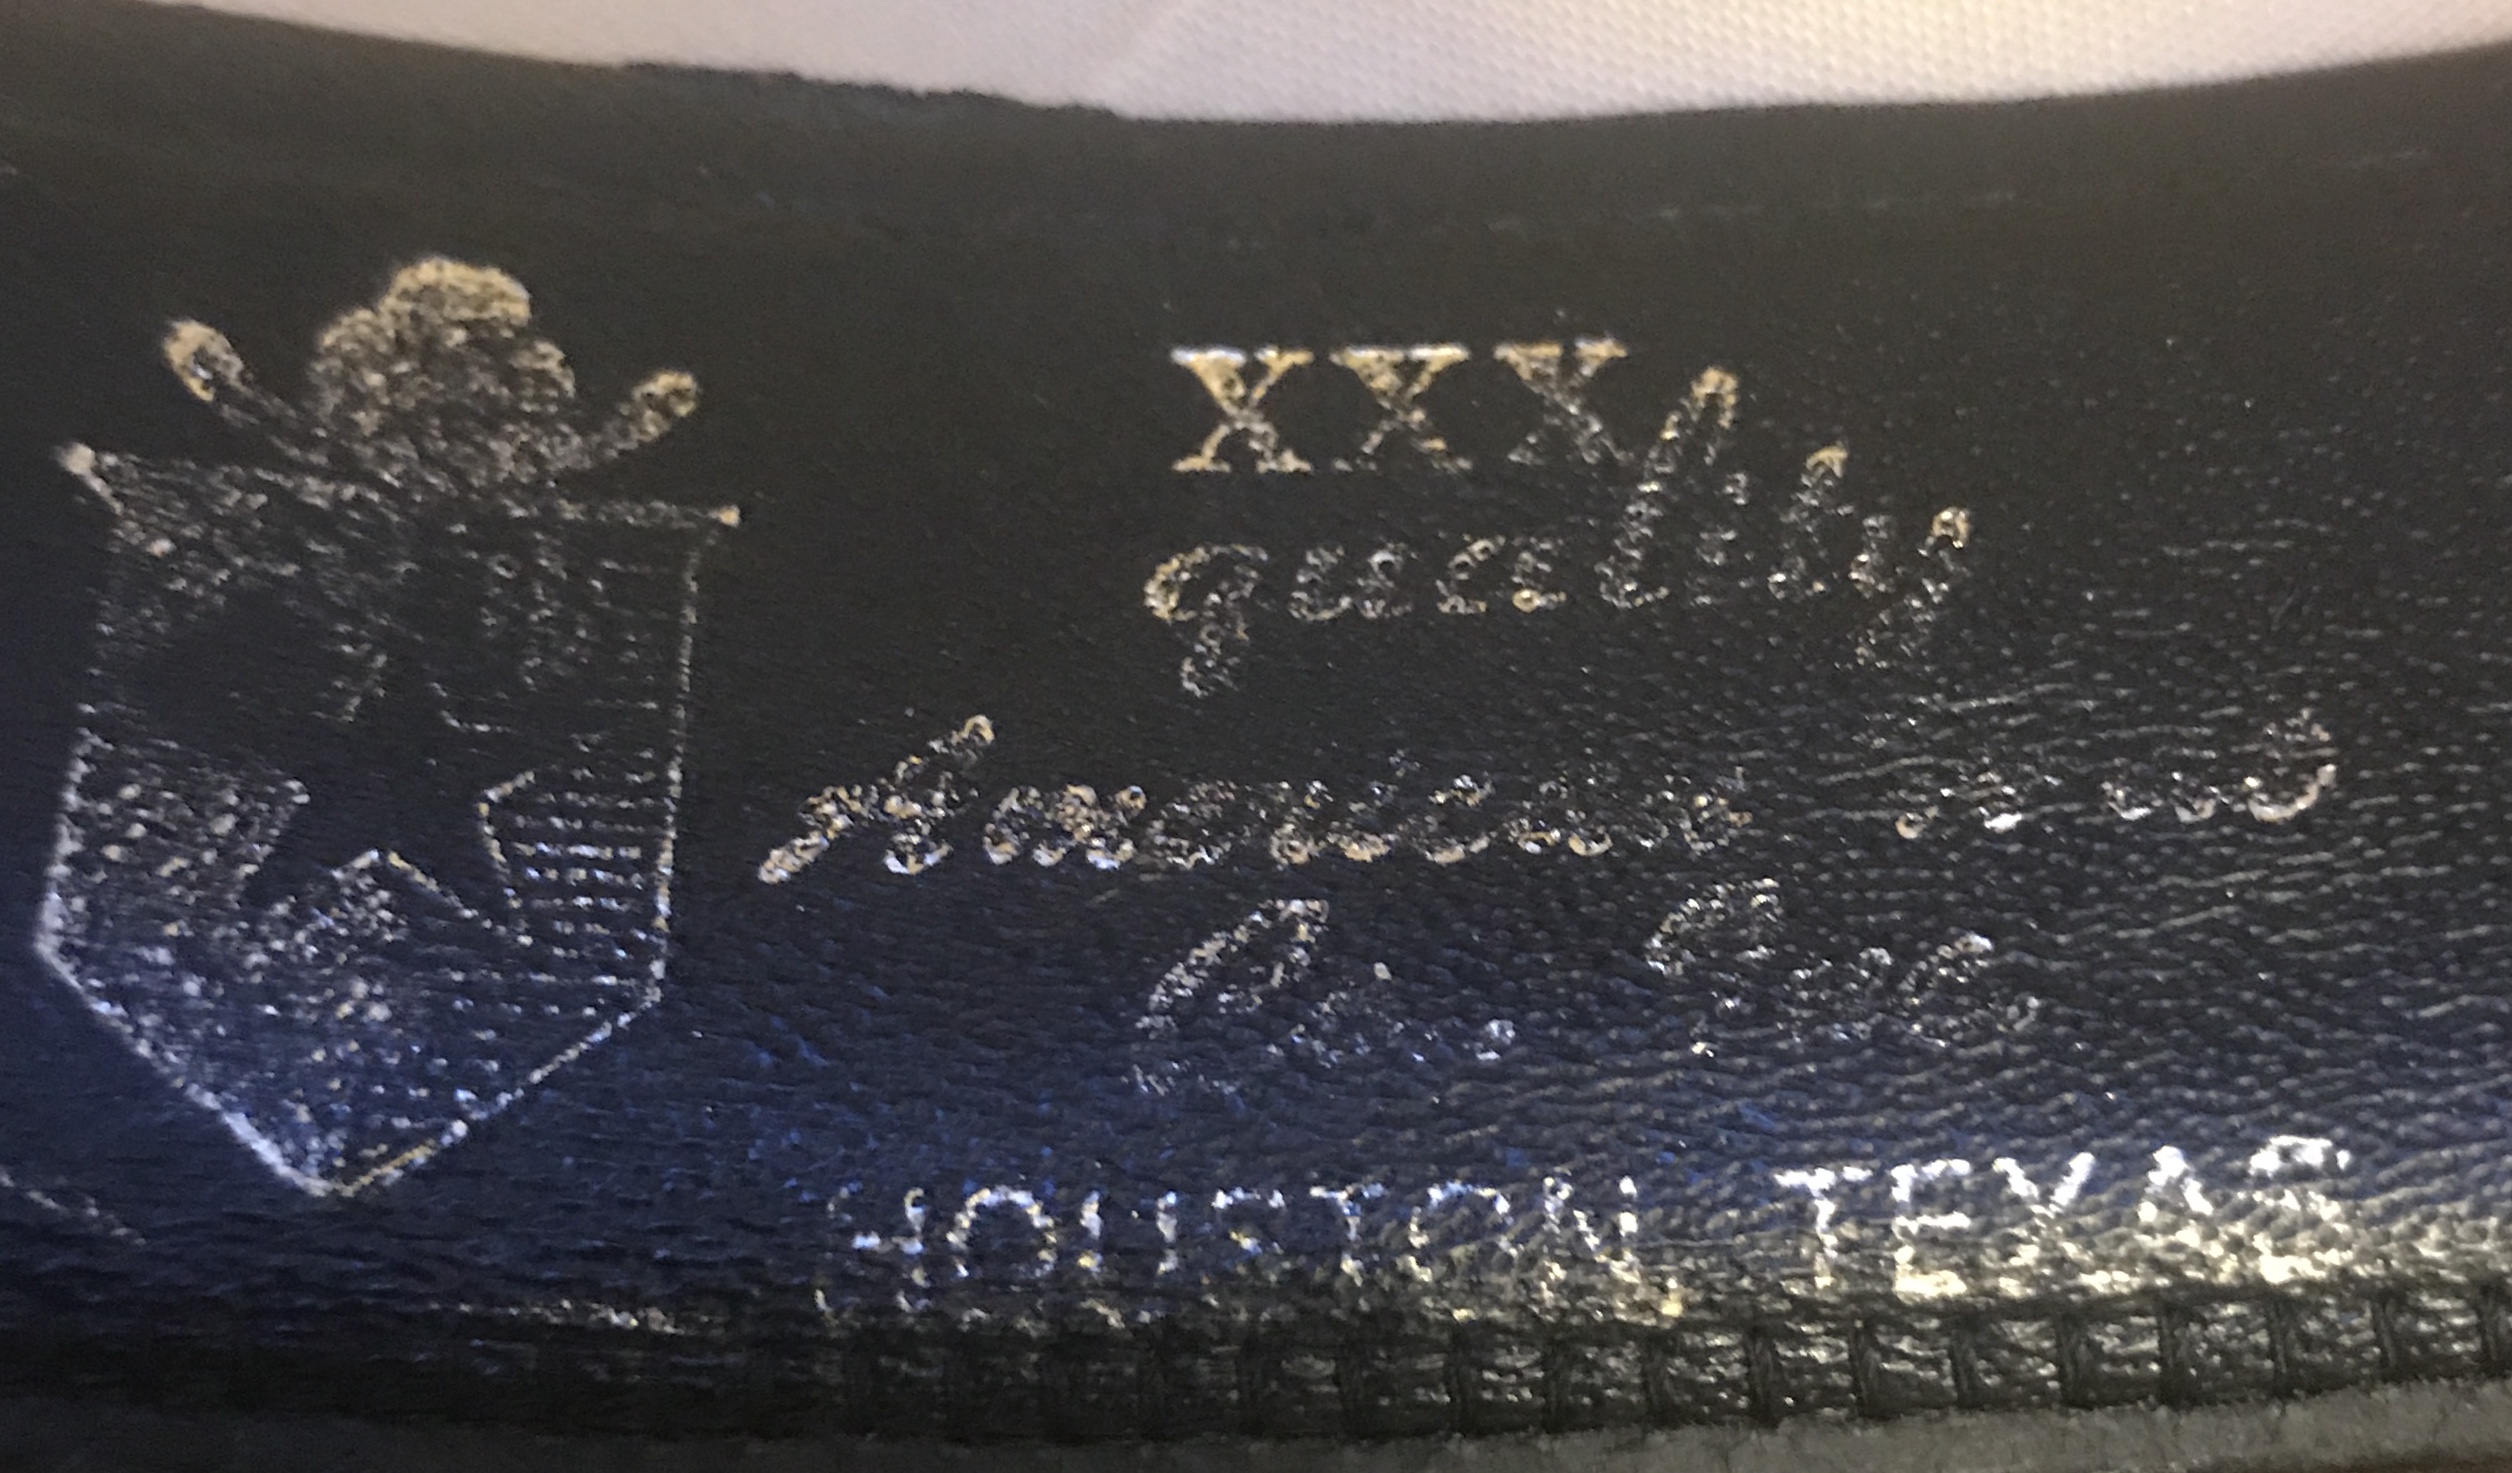 XXX
quality
American Hat
Co.
HOUSTON TEXAS